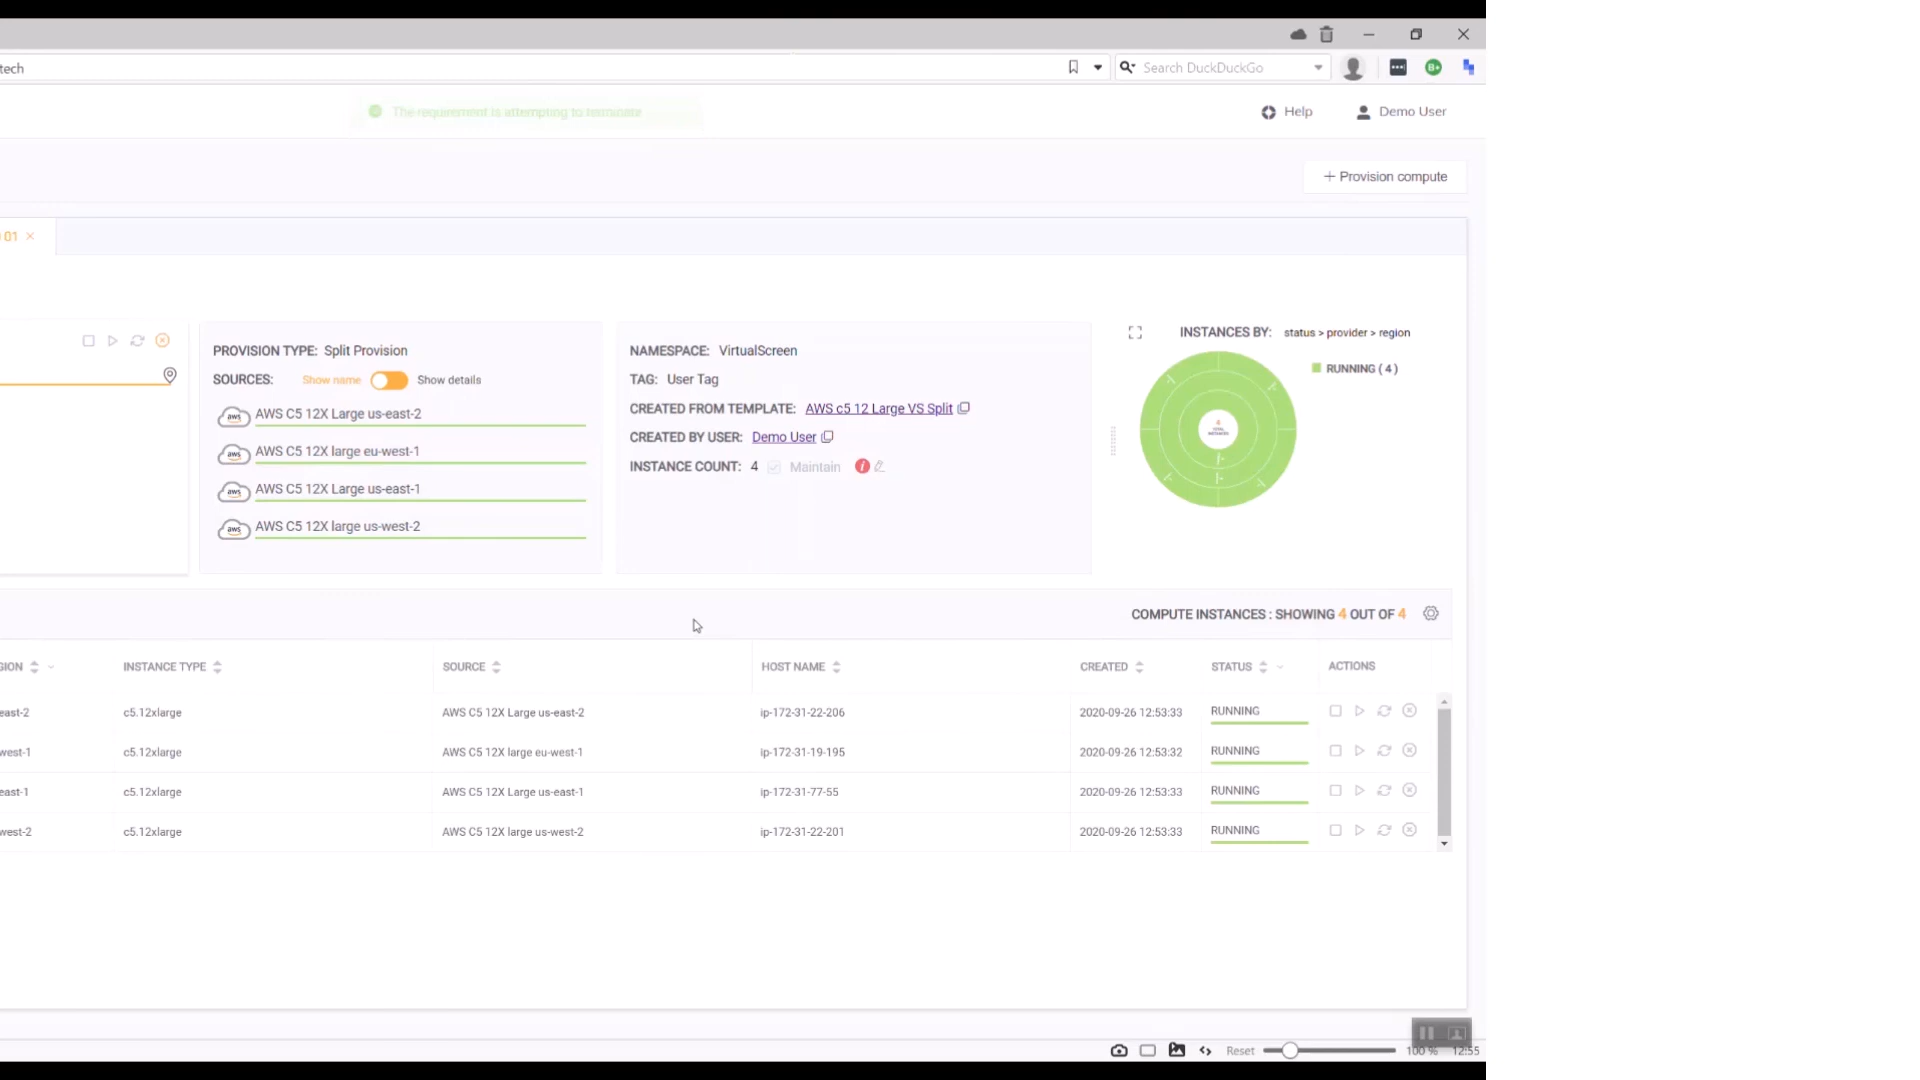 tech
Search DuckDuckGo
B+
The requirement is attempting to terminate
Help
Demo User
+ Provision compute
01 ×
PROVISION TYPE: Split Provision
SOURCES: Show name Show details
aws AWS C5 12X Large us-east-2
aws AWS C5 12X large eu-west-1
aws AWS C5 12X Large us-east-1
aws AWS C5 12X large us-west-2
NAMESPACE: VirtualScreen
TAG: User Tag
CREATED FROM TEMPLATE: AWS c5 12 Large VS Split
CREATED BY USER: Demo User
INSTANCE COUNT: 4 Maintain
INSTANCES BY: status > provider > region
RUNNING ( 4 )
4
TOTAL
INSTANCES
COMPUTE INSTANCES : SHOWING 4 OUT OF 4
GION INSTANCE TYPE SOURCE HOST NAME CREATED STATUS ACTIONS
east-2 c5.12xlarge AWS C5 12X Large us-east-2 ip-172-31-22-206 2020-09-26 12:53:33 RUNNING
west-1 c5.12xlarge AWS C5 12X large eu-west-1 ip-172-31-19-195 2020-09-26 12:53:32 RUNNING
east-1 c5.12xlarge AWS C5 12X Large us-east-1 ip-172-31-77-55 2020-09-26 12:53:33 RUNNING
west-2 c5.12xlarge AWS C5 12X large us-west-2 ip-172-31-22-201 2020-09-26 12:53:33 RUNNING
Reset 100 % 12:55